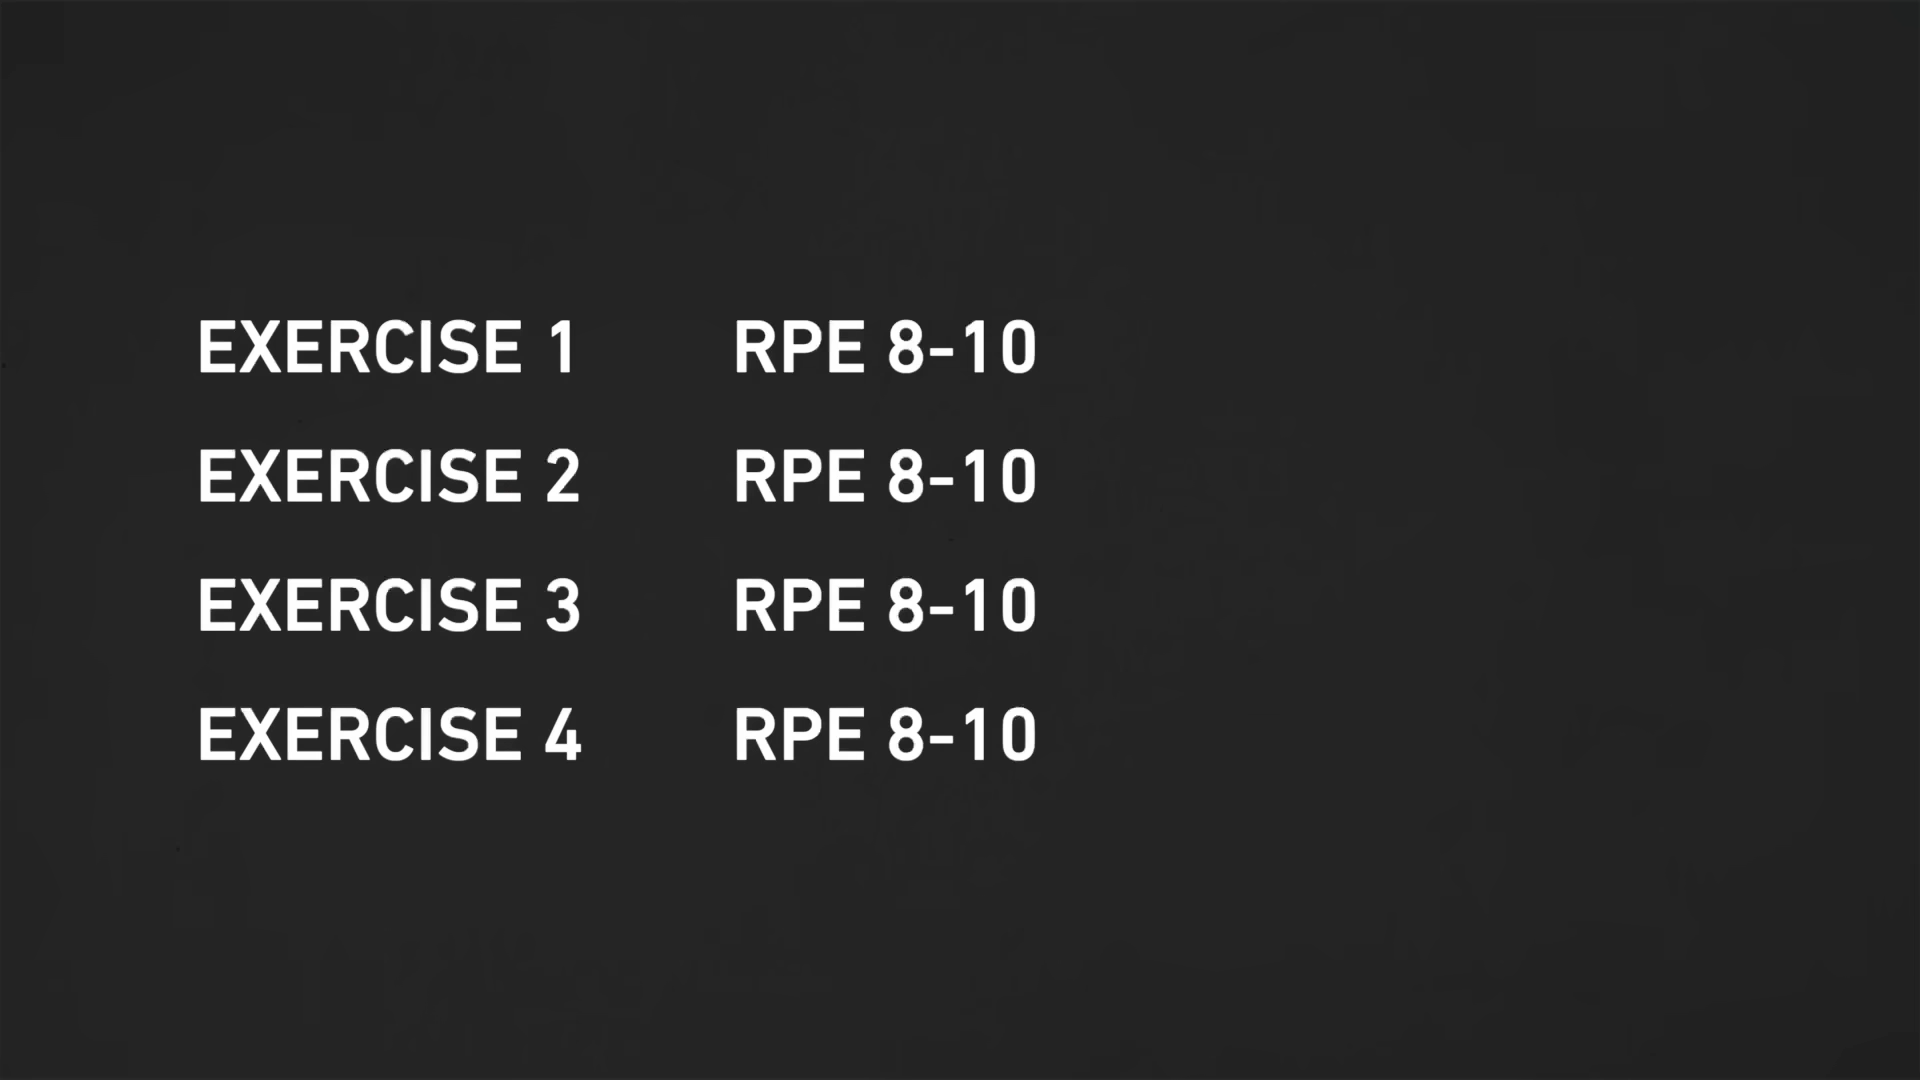 EXERCISE 1 RPE 8-10
EXERCISE 2 RPE 8-10
EXERCISE 3 RPE 8-10
EXERCISE 4 RPE 8-10